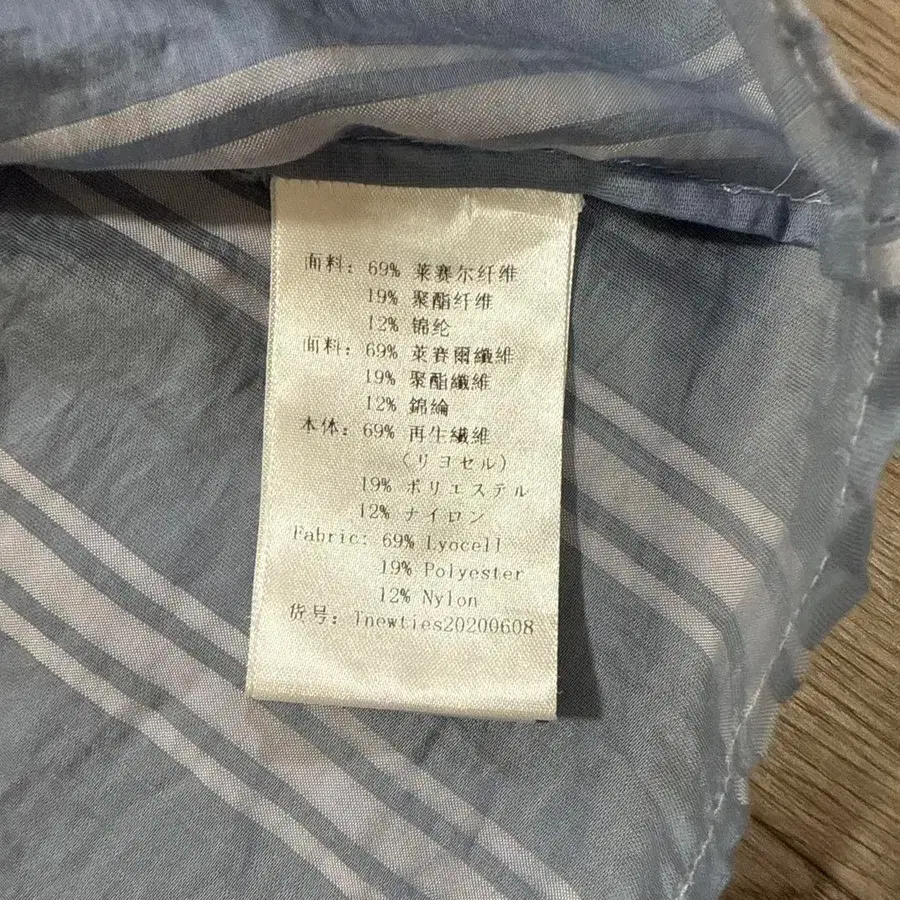 面料: 69% 莱赛尔纤维
19% 聚酯纤维
12% 锦纶
面料: 69% 萊賽爾纖維
19% 聚酯纖維
12% 錦綸
本体: 69% 再生繊維
(リヨセル)
19% ポリエステル
12% ナイロン
Fabric: 69% Lyocell
19% Polyester
12% Nylon
货号: Tnewties20200608